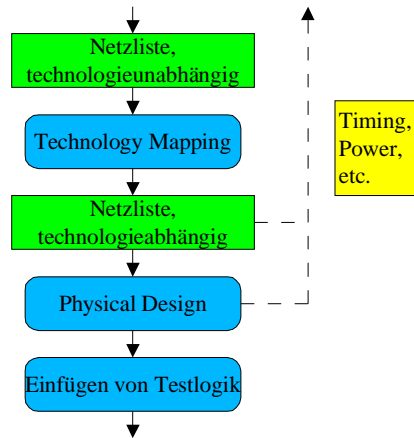 Netzliste,
technologieunabhängig
Technology Mapping
Timing,
Power,
etc.
Netzliste,
technologieabhängig
Physical Design
Einfügen von Testlogik